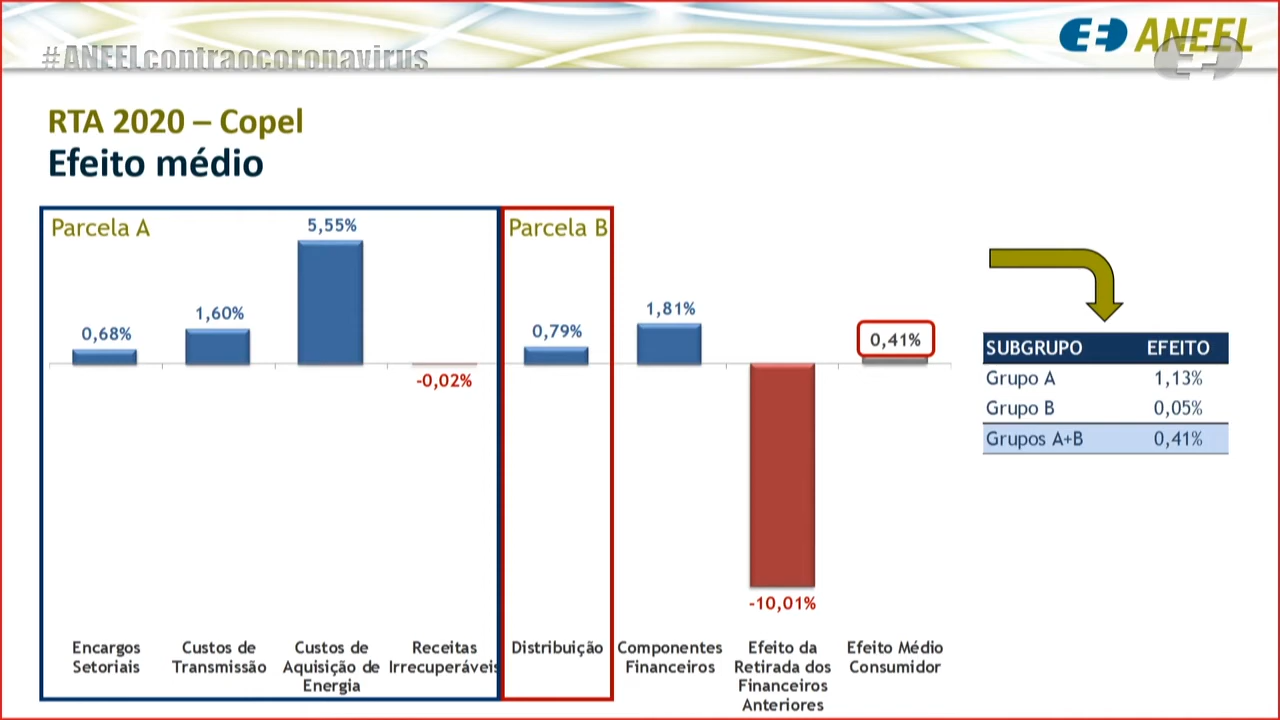 #ANEELcontraocoronavirus
ANEEL
RTA 2020 – Copel
Efeito médio
Parcela A
Parcela B
0,68%
1,60%
5,55%
-0,02%
0,79%
1,81%
-10,01%
0,41%
Encargos
Setoriais
Custos de
Transmissão
Custos de
Aquisição de
Energia
Receitas
Irrecuperáveis
Distribuição
Componentes
Financeiros
Efeito da
Retirada dos
Financeiros
Anteriores
Efeito Médio
Consumidor
SUBGRUPO EFEITO
Grupo A 1,13%
Grupo B 0,05%
Grupos A+B 0,41%